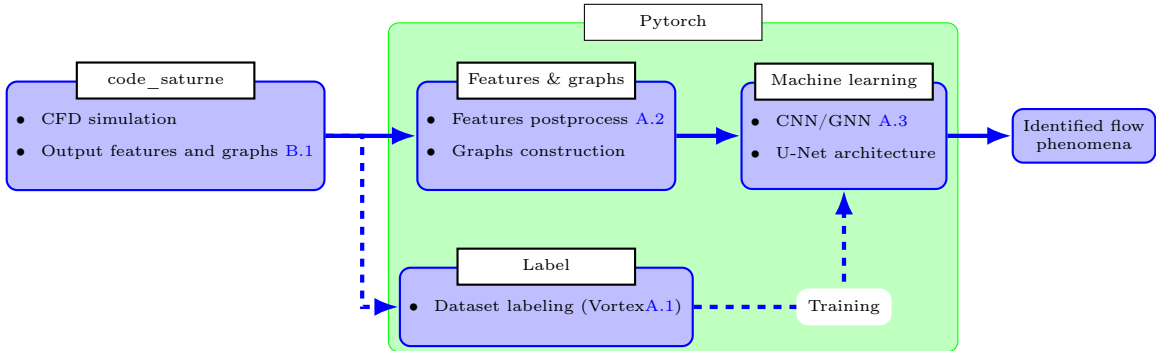 Pytorch
code_saturne
• CFD simulation
• Output features and graphs B.1
Features & graphs
• Features postprocess A.2
• Graphs construction
Machine learning
• CNN/GNN A.3
• U-Net architecture
Identified flow
phenomena
Label
• Dataset labeling (VortexA.1)
Training